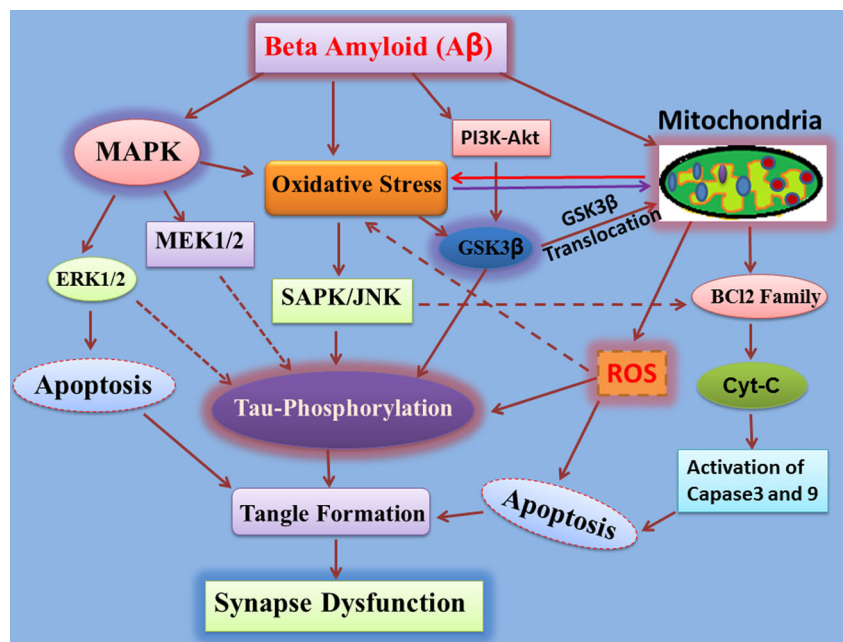 Beta Amyloid (Aβ)
Mitochondria
PI3K-Akt
MAPK
Oxidative Stress
GSK3β
Translocation
MEK1/2
GSK3β
ERK1/2
SAPK/JNK
BCl2 Family
Apoptosis
ROS
Cyt-C
Tau-Phosphorylation
Activation of
Capase3 and 9
Apoptosis
Tangle Formation
Synapse Dysfunction